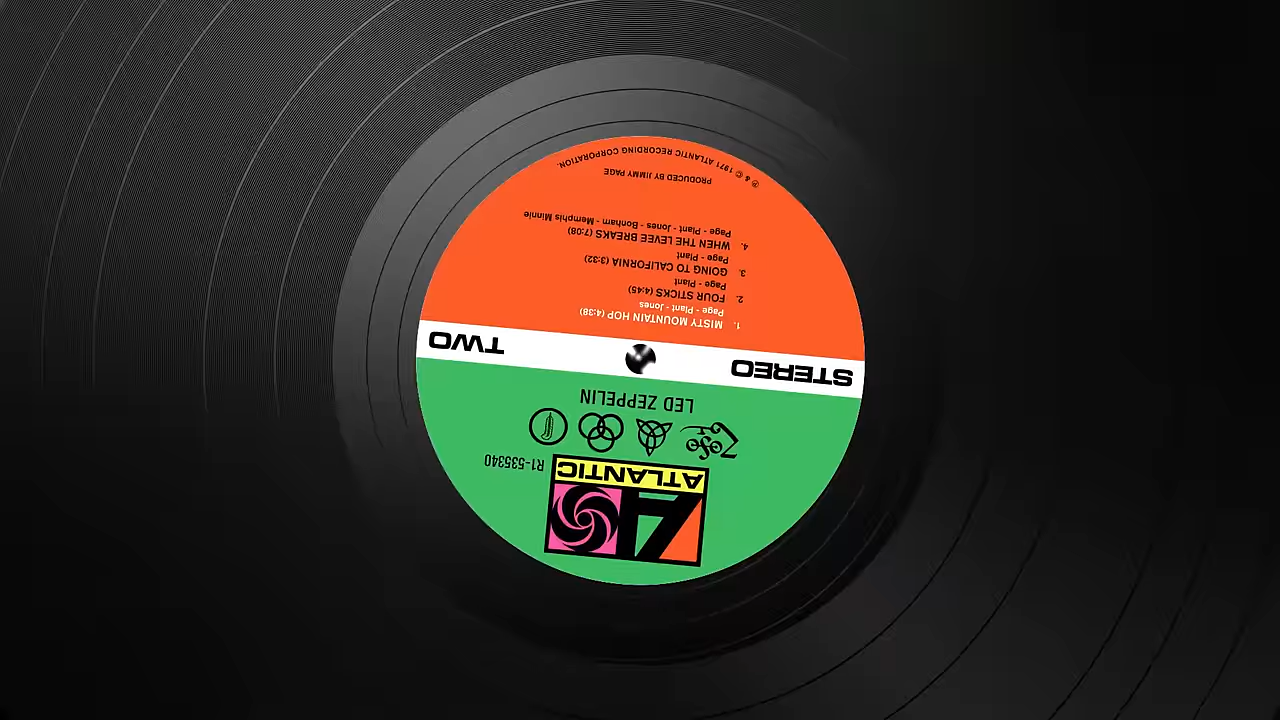 ATLANTIC
R1-535340
ZoSo
LED ZEPPELIN
STEREO
TWO
1. MISTY MOUNTAIN HOP (4:38)
Page - Plant - Jones
2. FOUR STICKS (4:45)
Page - Plant
3. GOING TO CALIFORNIA (3:32)
Page - Plant
4. WHEN THE LEVEE BREAKS (7:08)
Page - Plant - Jones - Bonham - Memphis Minnie
PRODUCED BY JIMMY PAGE
℗ & © 1971 ATLANTIC RECORDING CORPORATION.